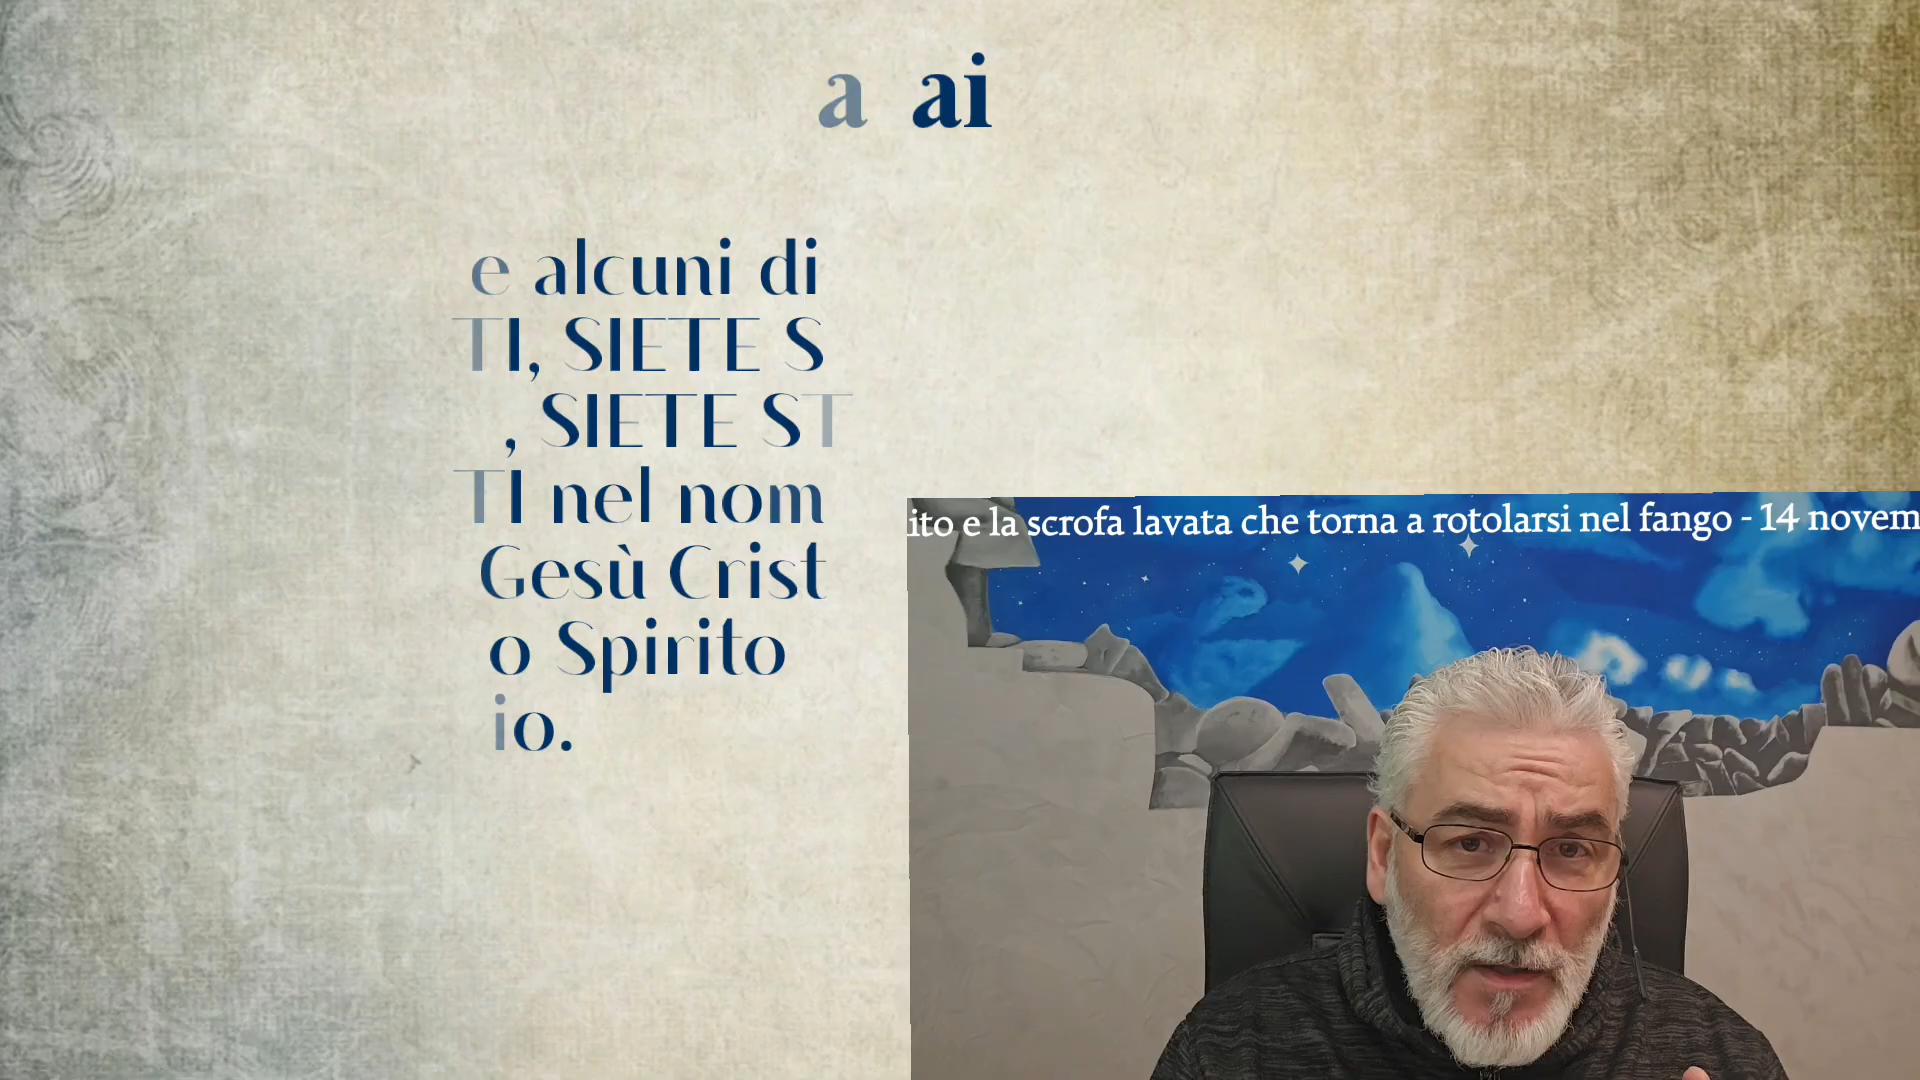 a ai
e alcuni di
TI, SIETE S
, SIETE ST
TI nel nom
Gesù Crist
o Spirito
io.
ito e la scrofa lavata che torna a rotolarsi nel fango - 14 novem